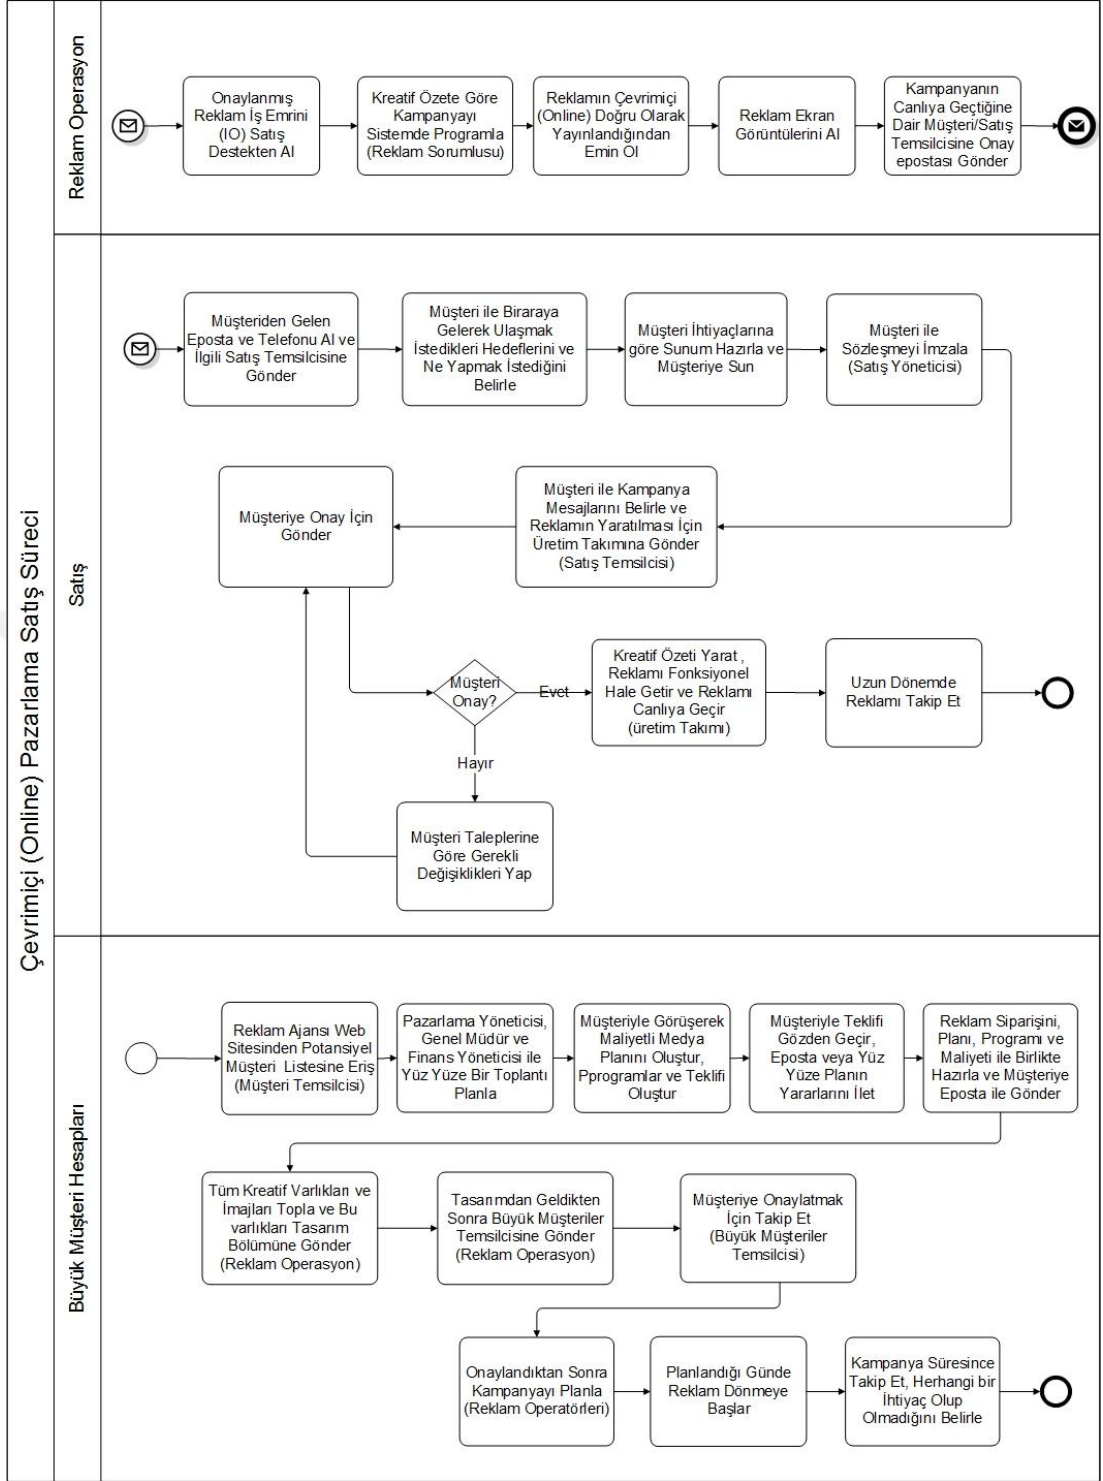 Çevrimiçi (Online) Pazarlama Satış Süreci
Reklam Operasyon
Onaylanmış
Reklam İş Emrini
(IO) Satış
Destekten Al
Kreatif Özete Göre
Kampanyayı
Sistemde Programla
(Reklam Sorumlusu)
Reklamın Çevrimiçi
(Online) Doğru Olarak
Yayınlandığından
Emin Ol
Reklam Ekran
Görüntülerini Al
Kampanyanın
Canlıya Geçtiğine
Dair Müşteri/Satış
Temsilcisine Onay
epostası Gönder
Satış
Müşteriden Gelen
Eposta ve Telefonu Al ve
İlgili Satış Temsilcisine
Gönder
Müşteri ile Biraraya
Gelerek Ulaşmak
İstedikleri Hedeflerini ve
Ne Yapmak İstediğini
Belirle
Müşteri İhtiyaçlarına
göre Sunum Hazırla ve
Müşteriye Sun
Müşteri ile
Sözleşmeyi İmzala
(Satış Yöneticisi)
Müşteri ile Kampanya
Mesajlarını Belirle ve
Reklamın Yaratılması İçin
Üretim Takımına Gönder
(Satış Temsilcisi)
Müşteriye Onay İçin
Gönder
Müşteri
Onay?
Evet
Kreatif Özeti Yarat ,
Reklamı Fonksiyonel
Hale Getir ve Reklamı
Canlıya Geçir
(üretim Takımı)
Uzun Dönemde
Reklamı Takip Et
Hayır
Müşteri Taleplerine
Göre Gerekli
Değişiklikleri Yap
Büyük Müşteri Hesapları
Reklam Ajansı Web
Sitesinden Potansiyel
Müşteri Listesine Eriş
(Müşteri Temsilcisi)
Pazarlama Yöneticisi,
Genel Müdür ve
Finans Yöneticisi ile
Yüz Yüze Bir Toplantı
Planla
Müşteriyle Görüşerek
Maliyetli Medya
Planını Oluştur,
Pprogramlar ve Teklifi
Oluştur
Müşteriyle Teklifi
Gözden Geçir,
Eposta veya Yüz
Yüze Planın
Yararlarını İlet
Reklam Siparişini,
Planı, Programı ve
Maliyeti ile Birlikte
Hazırla ve Müşteriye
Eposta ile Gönder
Tüm Kreatif Varlıkları ve
İmajları Topla ve Bu
varlıkları Tasarım
Bölümüne Gönder
(Reklam Operasyon)
Tasarımdan Geldikten
Sonra Büyük Müşteriler
Temsilcisine Gönder
(Reklam Operasyon)
Müşteriye Onaylatmak
İçin Takip Et
(Büyük Müşteriler
Temsilcisi)
Onaylandıktan Sonra
Kampanyayı Planla
(Reklam Operatörleri)
Planlandığı Günde
Reklam Dönmeye
Başlar
Kampanya Süresince
Takip Et, Herhangi bir
İhtiyaç Olup
Olmadığını Belirle